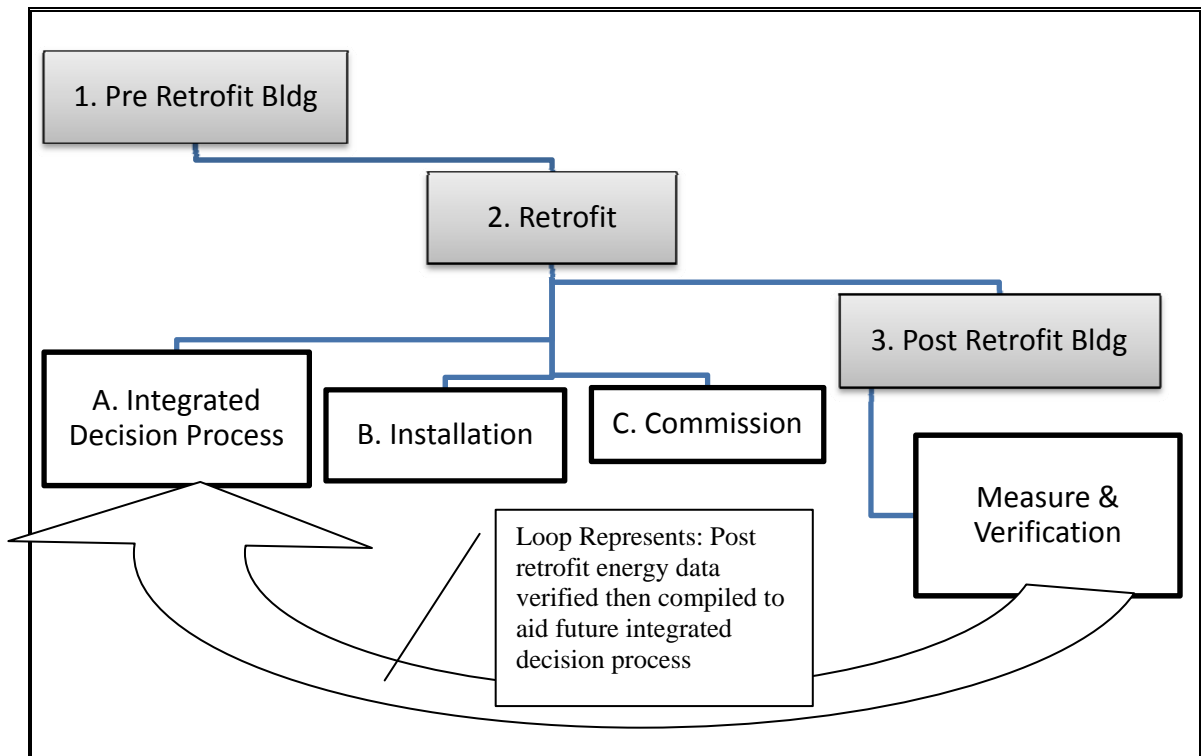 1. Pre Retrofit Bldg
2. Retrofit
3. Post Retrofit Bldg
A. Integrated
Decision Process
B. Installation
C. Commission
Measure &
Verification
Loop Represents: Post
retrofit energy data
verified then compiled to
aid future integrated
decision process